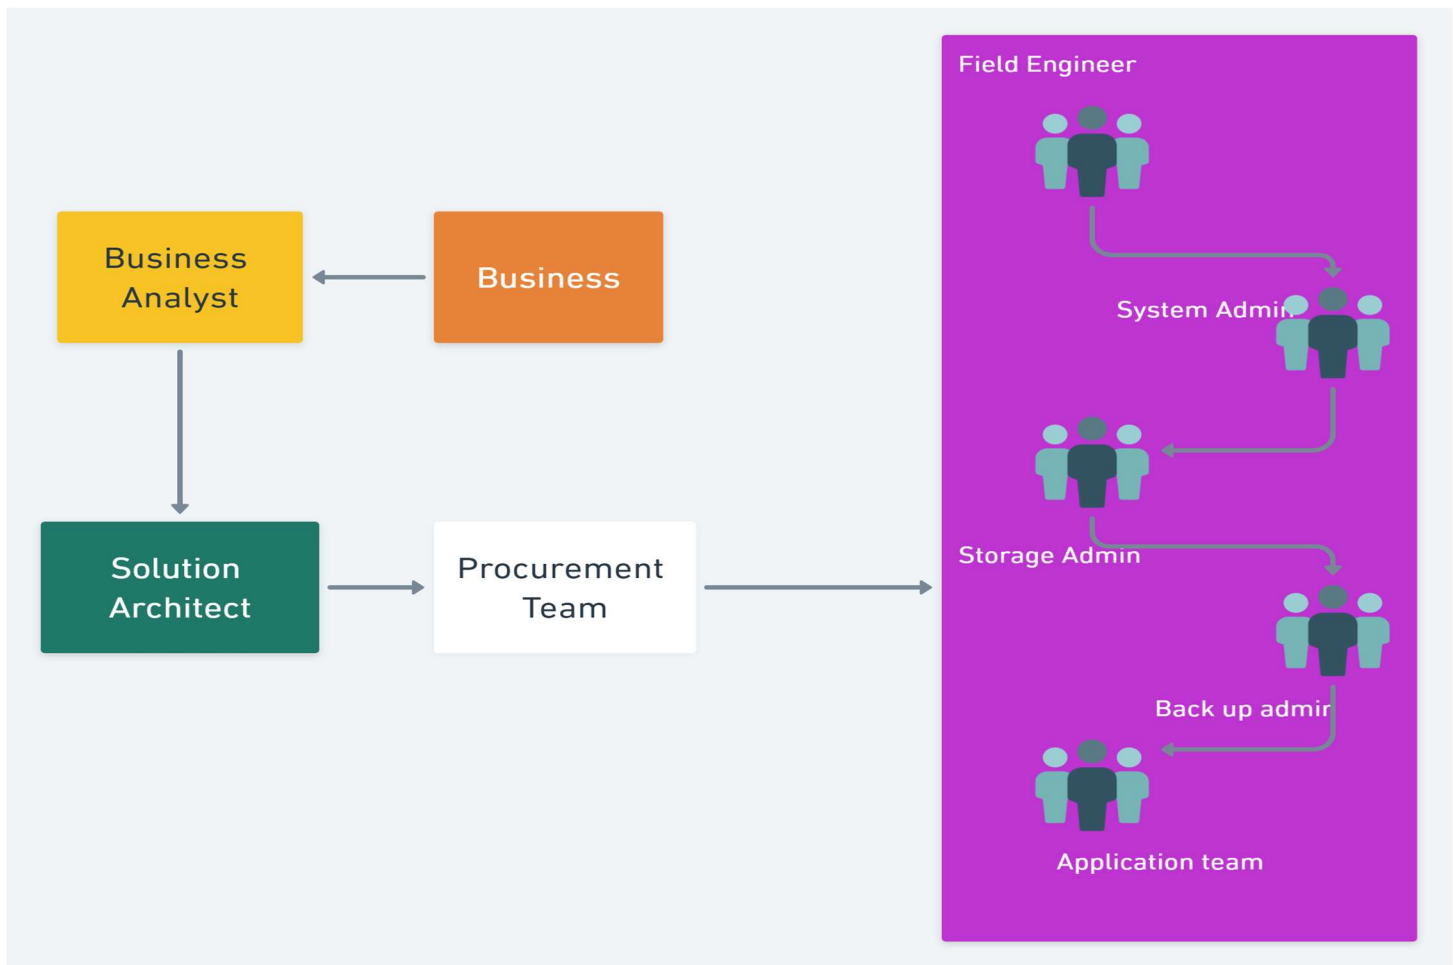 Field Engineer
Business
Analyst
Business
System Admin
Solution
Architect
Procurement
Team
Storage Admin
Back up admin
Application team